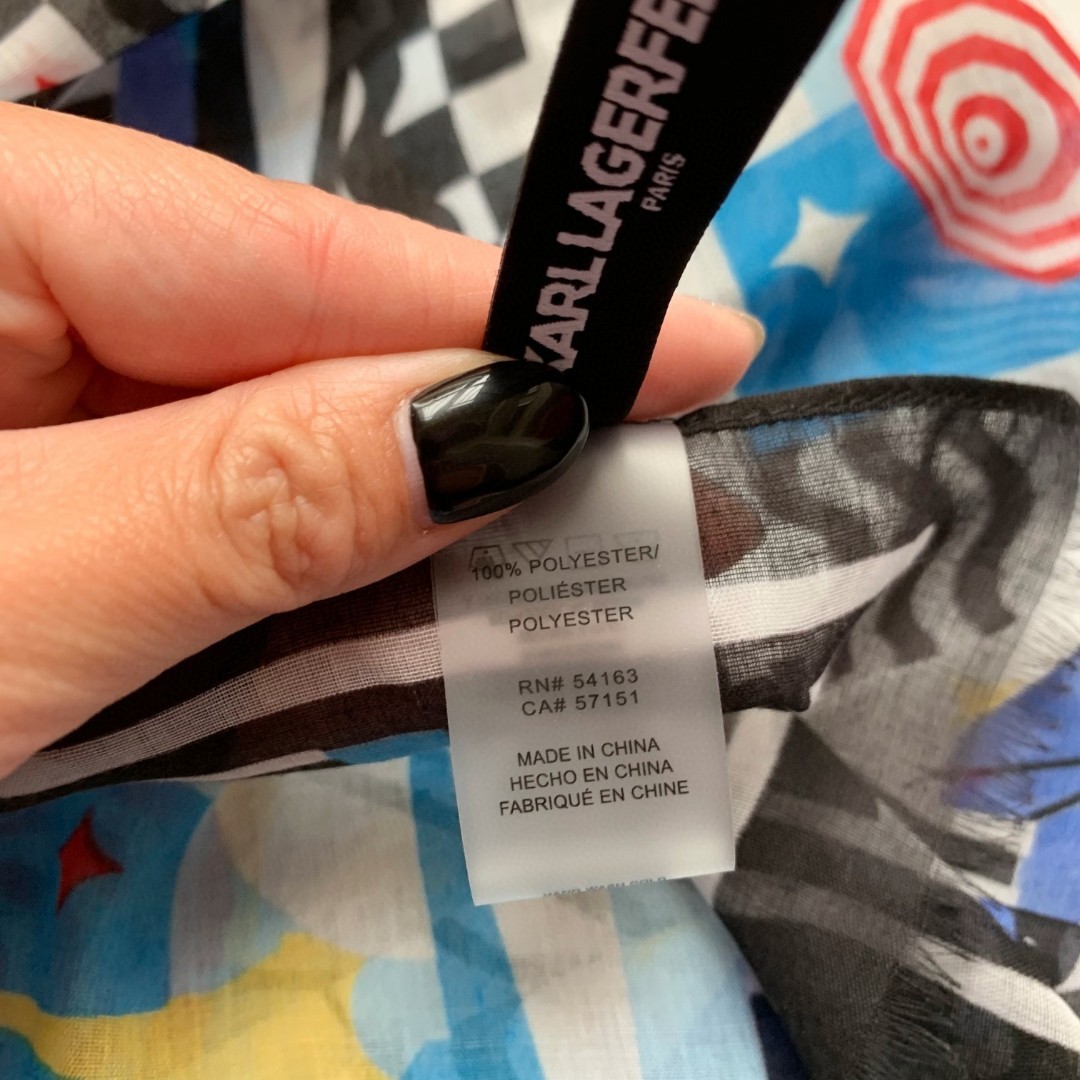 KARL LAGERFE
PARIS
100% POLYESTER/
POLIÉSTER
POLYESTER
RN# 54163
CA# 57151
MADE IN CHINA
HECHO EN CHINA
FABRIQUÉ EN CHINE